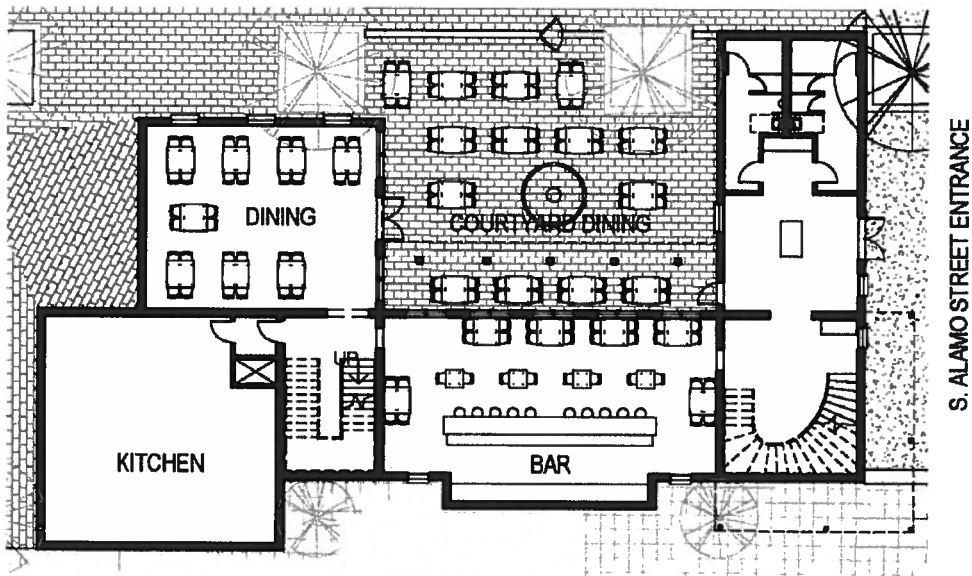 DINING
COURTYARD DINING
UP
KITCHEN
BAR
S. ALAMO STREET ENTRANCE